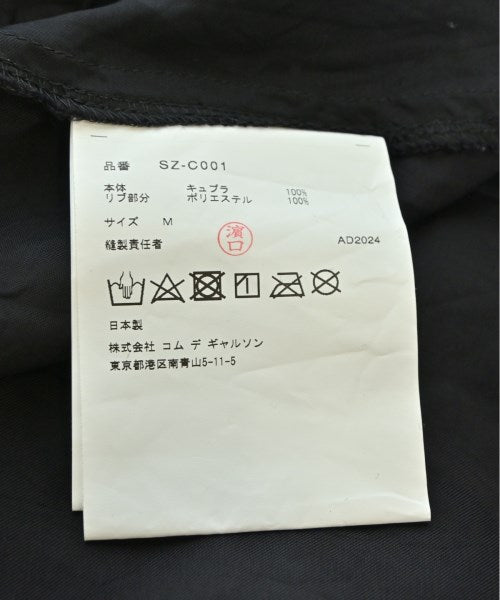 品番 SZ-C001
本体 キュプラ 100%
リブ部分 ポリエステル 100%
サイズ M
縫製責任者 濱口 AD2024
日本製
株式会社 コム デ ギャルソン
東京都港区南青山5-11-5